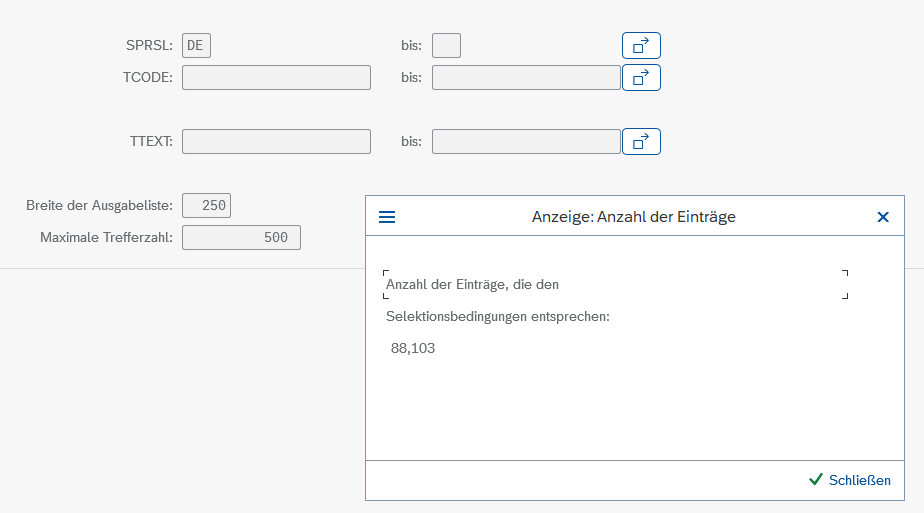 SPRSL: DE bis:
TCODE: bis:
TTEXT: bis:
Breite der Ausgabeliste: 250
Maximale Trefferzahl: 500
Anzeige: Anzahl der Einträge
Anzahl der Einträge, die den
Selektionsbedingungen entsprechen:
88,103
Schließen